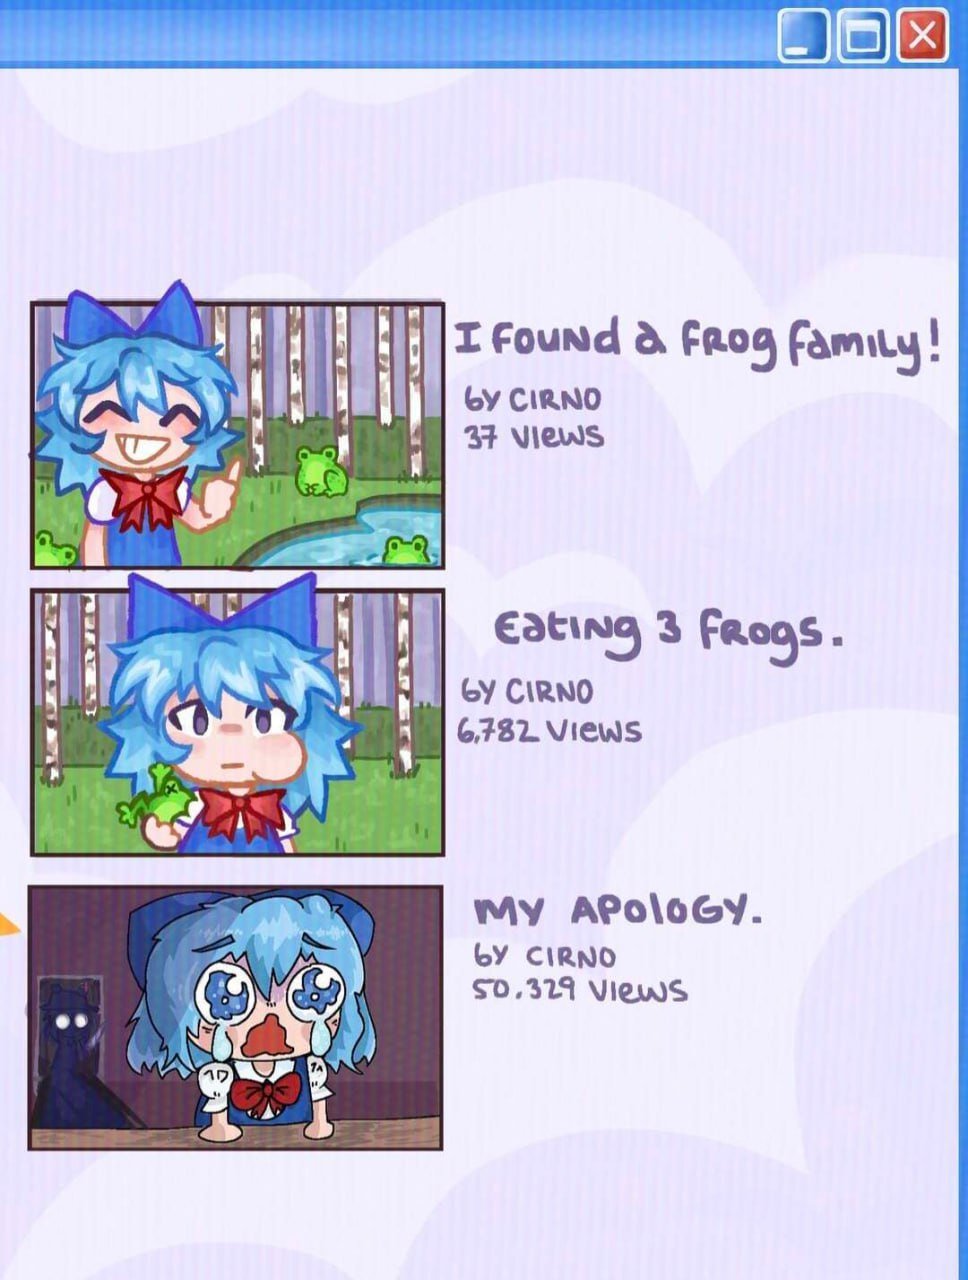 I FOUND a FROG FamILY!
by CIRNO
37 VIEWS
Eating 3 FROGS.
by CIRNO
6,782 VIEWS
MY APOLOGY.
by CIRNO
50.329 VIEWS